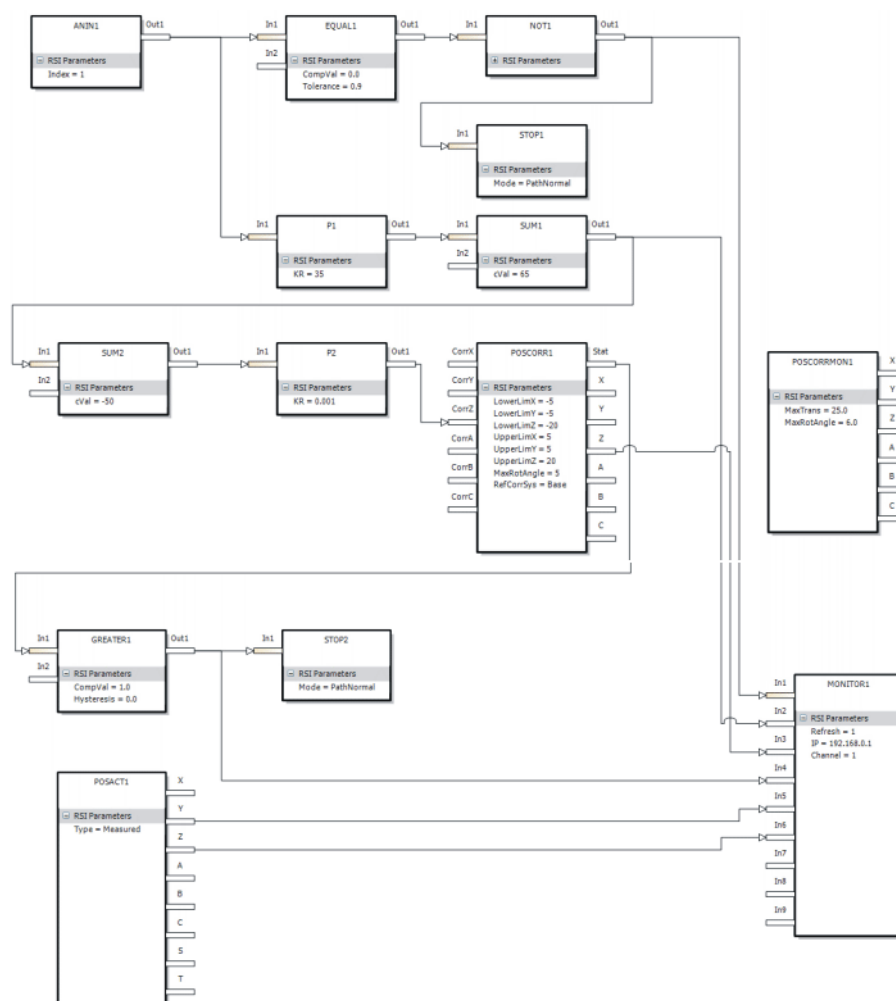 ANIN1
Out1
RSI Parameters
Index = 1
In1
In2
EQUAL1
Out1
RSI Parameters
CompVal = 0.0
Tolerance = 0.9
In1
NOT1
Out1
RSI Parameters
In1
STOP1
RSI Parameters
Mode = PathNormal
In1
P1
Out1
RSI Parameters
KR = 35
In1
In2
SUM1
Out1
RSI Parameters
cVal = 65
In1
In2
SUM2
Out1
RSI Parameters
cVal = -50
In1
P2
Out1
RSI Parameters
KR = 0.001
CorrX
CorrY
CorrZ
CorrA
CorrB
CorrC
POSCORR1
RSI Parameters
LowerLimX = -5
LowerLimY = -5
LowerLimZ = -20
UpperLimX = 5
UpperLimY = 5
UpperLimZ = 20
MaxRotAngle = 5
RefCorrSys = Base
Stat
X
Y
Z
A
B
C
POSCORRMON1
RSI Parameters
MaxTrans = 25.0
MaxRotAngle = 6.0
X
Y
Z
A
B
C
In1
In2
GREATER1
Out1
RSI Parameters
CompVal = 1.0
Hysteresis = 0.0
In1
STOP2
RSI Parameters
Mode = PathNormal
POSACT1
RSI Parameters
Type = Measured
X
Y
Z
A
B
C
S
T
In1
In2
In3
In4
In5
In6
In7
In8
In9
MONITOR1
RSI Parameters
Refresh = 1
IP = 192.168.0.1
Channel = 1